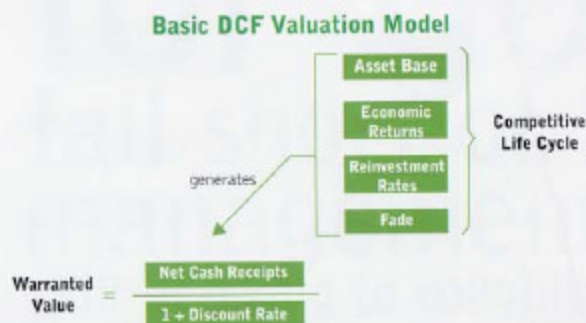 Basic DCF Valuation Model
Asset Base
Economic
Returns
Competitive
Life Cycle
Reinvestment
Rates
generates
Fade
Net Cash Receipts
Warranted
Value
=
1 + Discount Rate